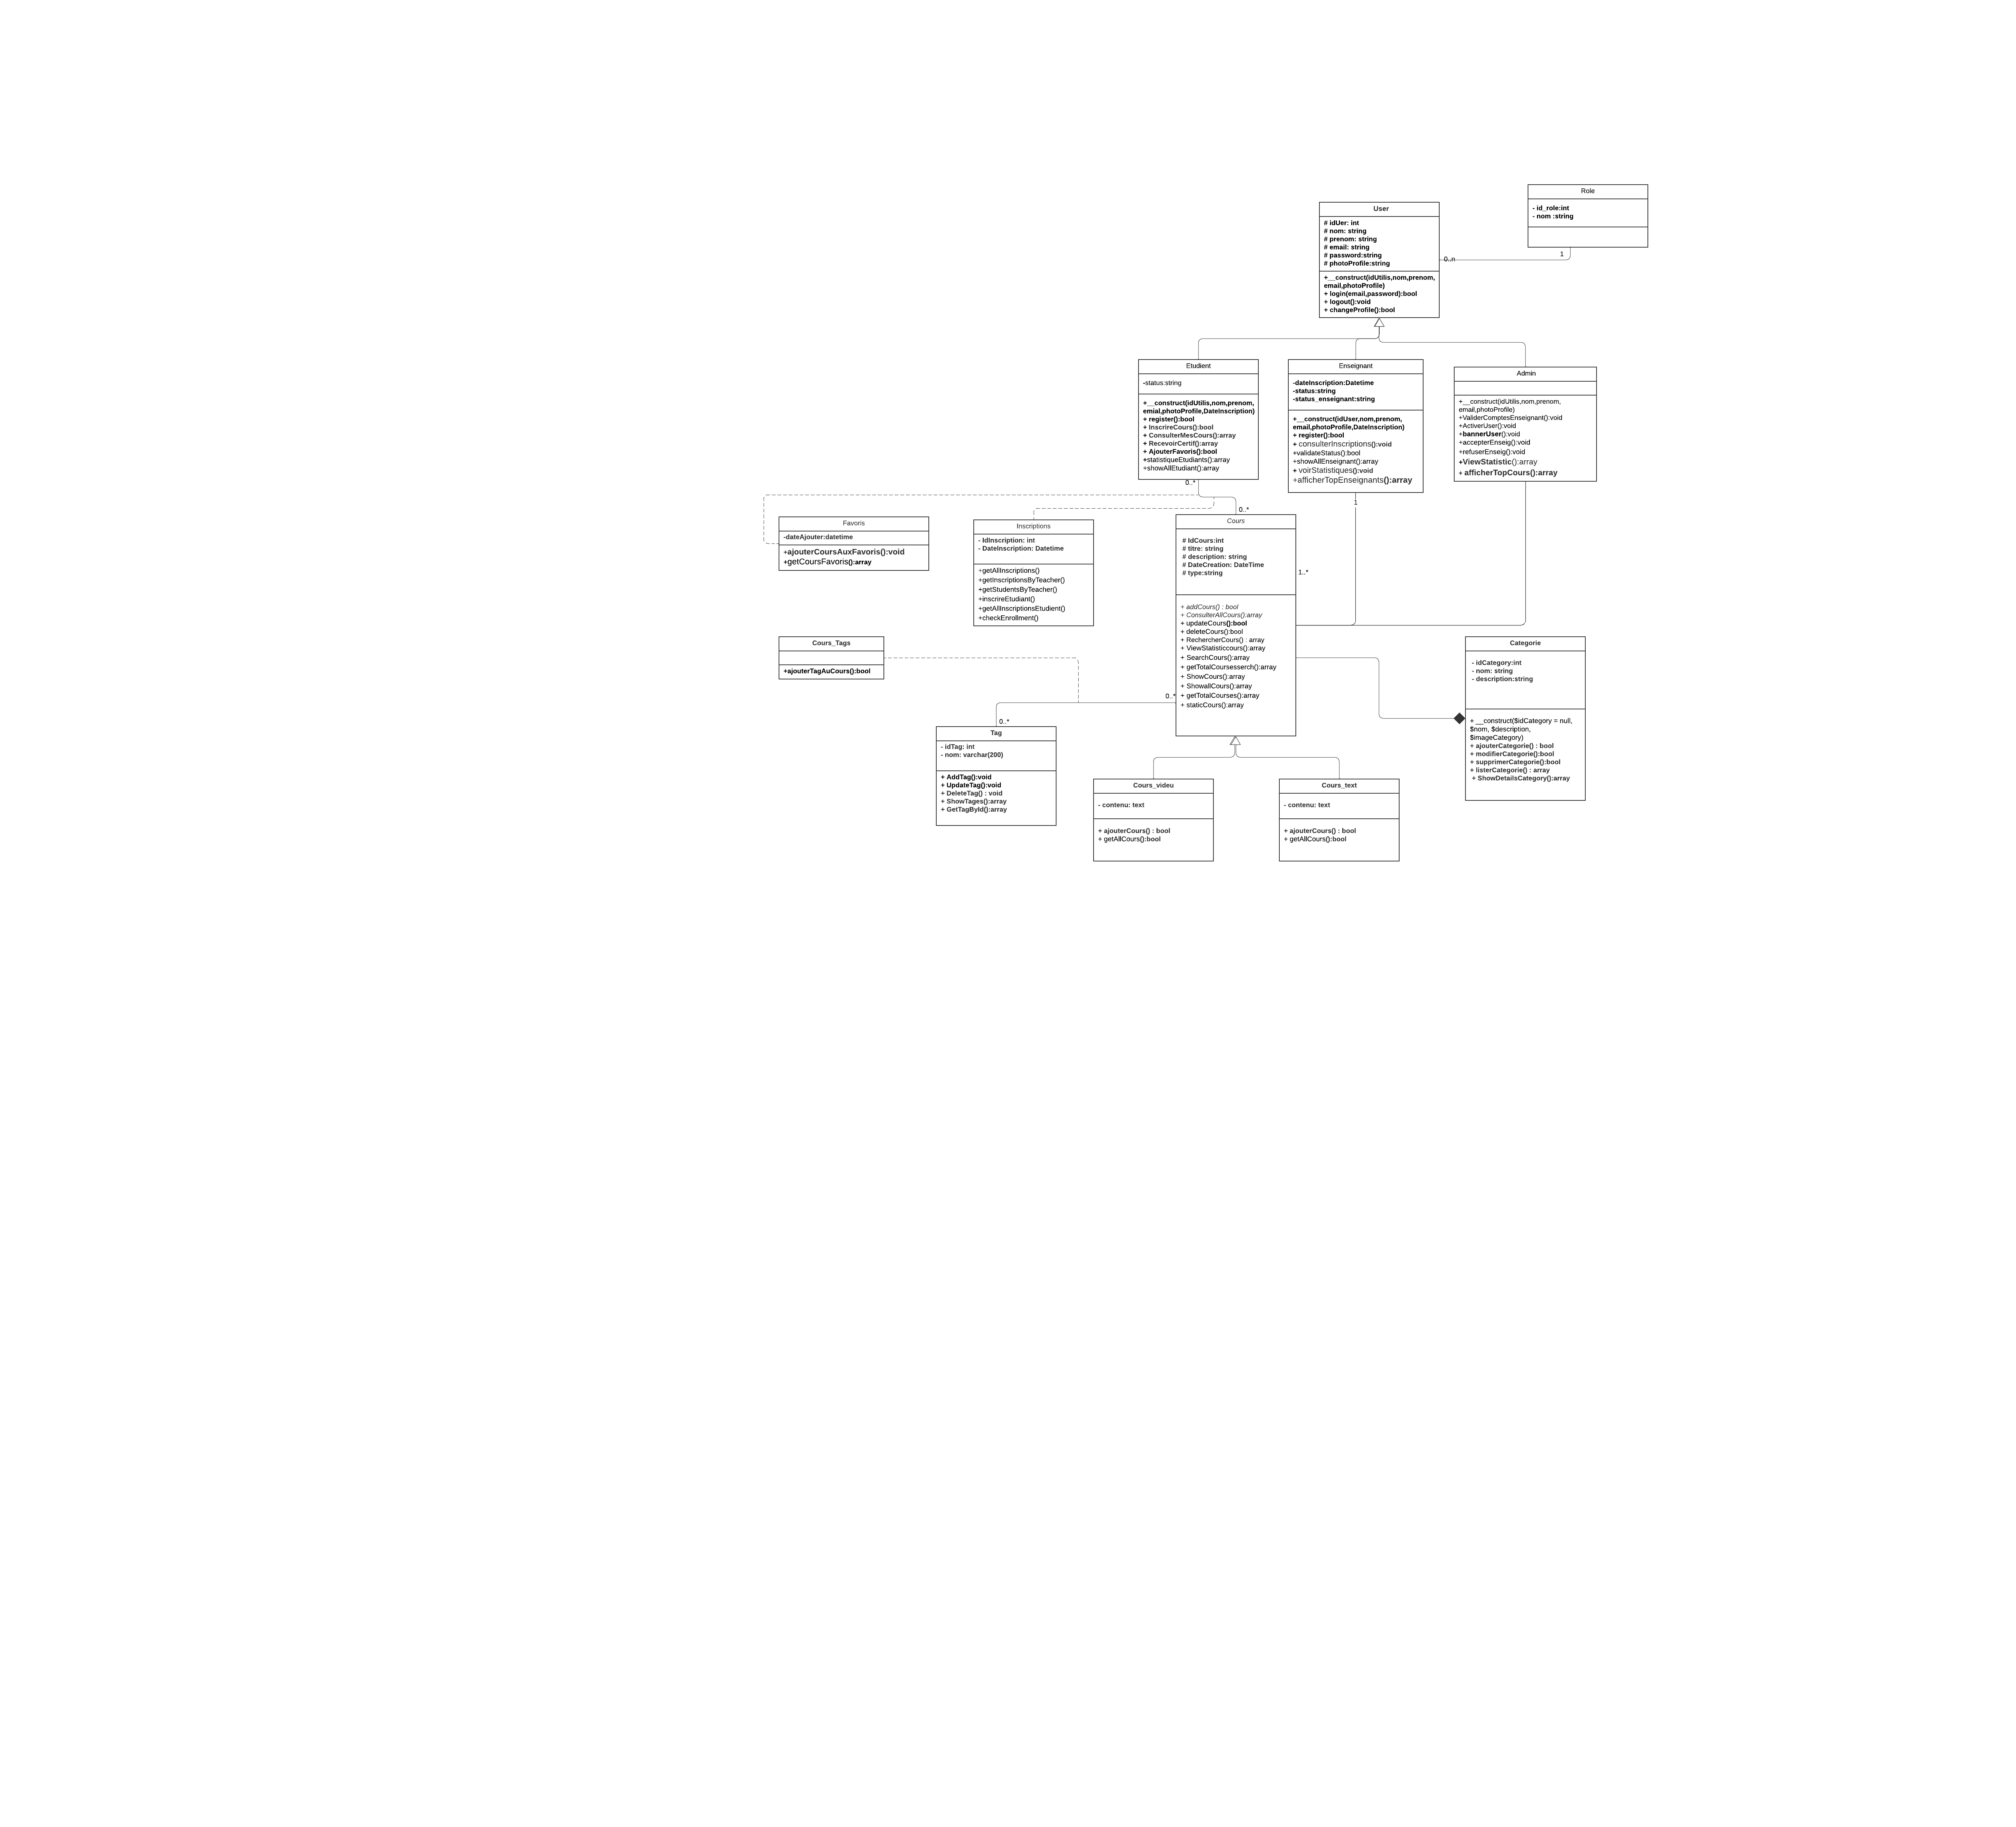 Role
- id_role:int
- nom :string
1
User
# idUer: int
# nom: string
# prenom: string
# email: string
# password:string
# photoProfile:string
+__construct(idUtilis,nom,prenom,
email,photoProfile)
+ login(email,password):bool
+ logout():void
+ changeProfile():bool
0..n
Etudient
-status:string
+__construct(idUtilis,nom,prenom,
emial,photoProfile,DateInscription)
+ register():bool
+ InscrireCours():bool
+ ConsulterMesCours():array
+ RecevoirCertif():array
+ AjouterFavoris():bool
+statistiqueEtudiants():array
+showAllEtudiant():array
0..*
Enseignant
-dateInscription:Datetime
-status:string
-status_enseignant:string
+__construct(idUser,nom,prenom,
email,photoProfile,DateInscription)
+ register():bool
+ consulterInscriptions():void
+validateStatus():bool
+showAllEnseignant():array
+ voirStatistiques():void
+afficherTopEnseignants():array
1
Admin
+__construct(idUtilis,nom,prenom,
email,photoProfile)
+ValiderComptesEnseignant():void
+ActiverUser():void
+bannerUser():void
+accepterEnseig():void
+refuserEnseig():void
+ViewStatistic():array
+ afficherTopCours():array
Favoris
-dateAjouter:datetime
+ajouterCoursAuxFavoris():void
+getCoursFavoris():array
Inscriptions
- IdInscription: int
- DateInscription: Datetime
+getAllInscriptions()
+getInscriptionsByTeacher()
+getStudentsByTeacher()
+inscrireEtudiant()
+getAllInscriptionsEtudient()
+checkEnrollment()
0..*
Cours
# IdCours:int
# titre: string
# description: string
# DateCreation: DateTime
# type:string
1..*
+ addCours() : bool
+ ConsulterAllCours():array
+ updateCours():bool
+ deleteCours():bool
+ RechercherCours() : array
+ ViewStatisticcours():array
+ SearchCours():array
+ getTotalCoursesserch():array
+ ShowCours():array
+ ShowallCours():array
+ getTotalCourses():array
+ staticCours():array
0..*
Cours_Tags
+ajouterTagAuCours():bool
Categorie
- idCategory:int
- nom: string
- description:string
+ __construct($idCategory = null,
$nom, $description,
$imageCategory)
+ ajouterCategorie() : bool
+ modifierCategorie():bool
+ supprimerCategorie():bool
+ listerCategorie() : array
+ ShowDetailsCategory():array
0..*
Tag
- idTag: int
- nom: varchar(200)
+ AddTag():void
+ UpdateTag():void
+ DeleteTag() : void
+ ShowTages():array
+ GetTagById():array
Cours_videu
- contenu: text
+ ajouterCours() : bool
+ getAllCours():bool
Cours_text
- contenu: text
+ ajouterCours() : bool
+ getAllCours():bool